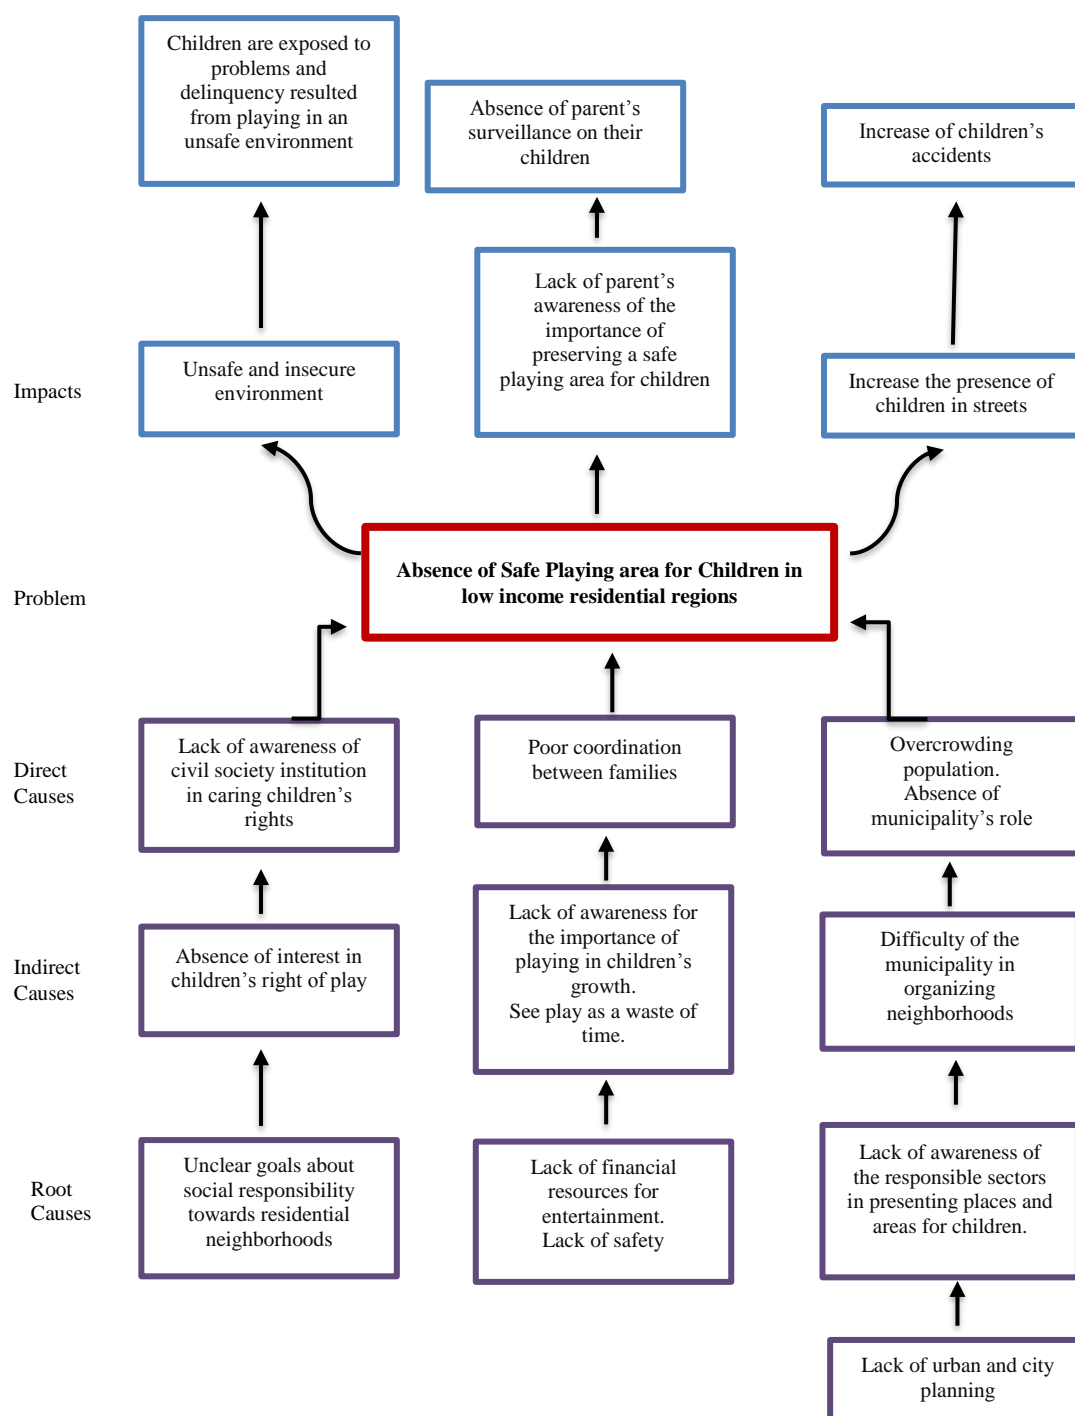 Children are exposed to
problems and
delinquency resulted
from playing in an
unsafe environment
Absence of parent’s
surveillance on their
children
Increase of children’s
accidents
Impacts
Unsafe and insecure
environment
Lack of parent’s
awareness of the
importance of
preserving a safe
playing area for children
Increase the presence of
children in streets
Problem
Absence of Safe Playing area for Children in
low income residential regions
Direct
Causes
Lack of awareness of
civil society institution
in caring children’s
rights
Poor coordination
between families
Overcrowding
population.
Absence of
municipality’s role
Indirect
Causes
Absence of interest in
children’s right of play
Lack of awareness for
the importance of
playing in children’s
growth.
See play as a waste of
time.
Difficulty of the
municipality in
organizing
neighborhoods
Root
Causes
Unclear goals about
social responsibility
towards residential
neighborhoods
Lack of financial
resources for
entertainment.
Lack of safety
Lack of awareness of
the responsible sectors
in presenting places and
areas for children.
Lack of urban and city
planning